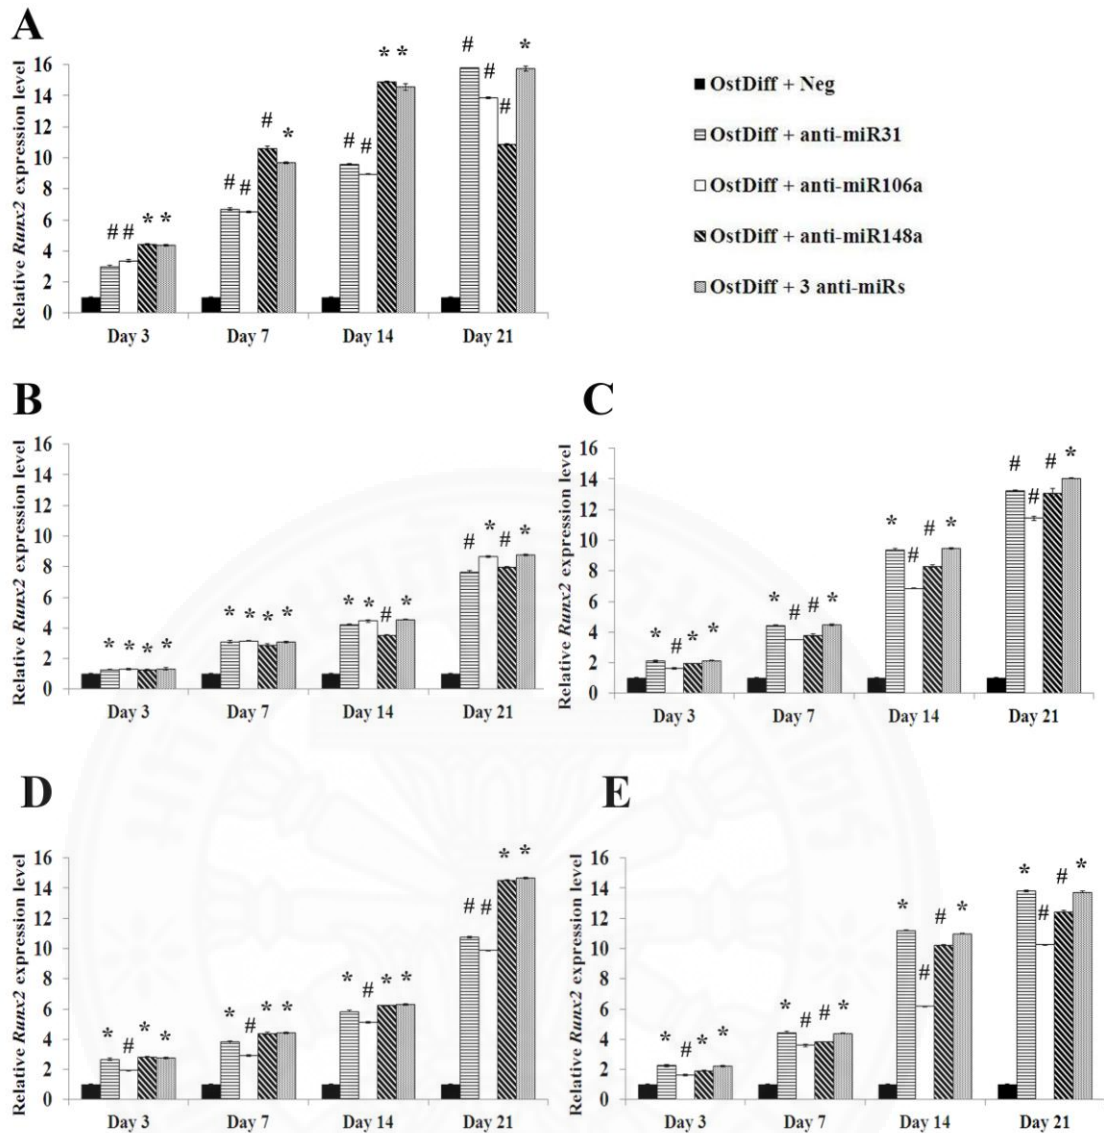 A
Relative Runx2 expression level
16
14
12
10
8
6
4
2
0
# # * *
# # # *
# # * *
# # # *
Day 3 Day 7 Day 14 Day 21
OstDiff + Neg
OstDiff + anti-miR31
OstDiff + anti-miR106a
OstDiff + anti-miR148a
OstDiff + 3 anti-miRs
B
Relative Runx2 expression level
16
14
12
10
8
6
4
2
0
* * * *
* * * *
* * # *
# * # *
Day 3 Day 7 Day 14 Day 21
C
Relative Runx2 expression level
16
14
12
10
8
6
4
2
0
* # * *
* # # *
* # # *
# # # *
Day 3 Day 7 Day 14 Day 21
D
Relative Runx2 expression level
16
14
12
10
8
6
4
2
0
* # * *
* # * *
* # * *
# # * *
Day 3 Day 7 Day 14 Day 21
E
Relative Runx2 expression level
16
14
12
10
8
6
4
2
0
* # * *
* # # *
* # # *
* # # *
Day 3 Day 7 Day 14 Day 21